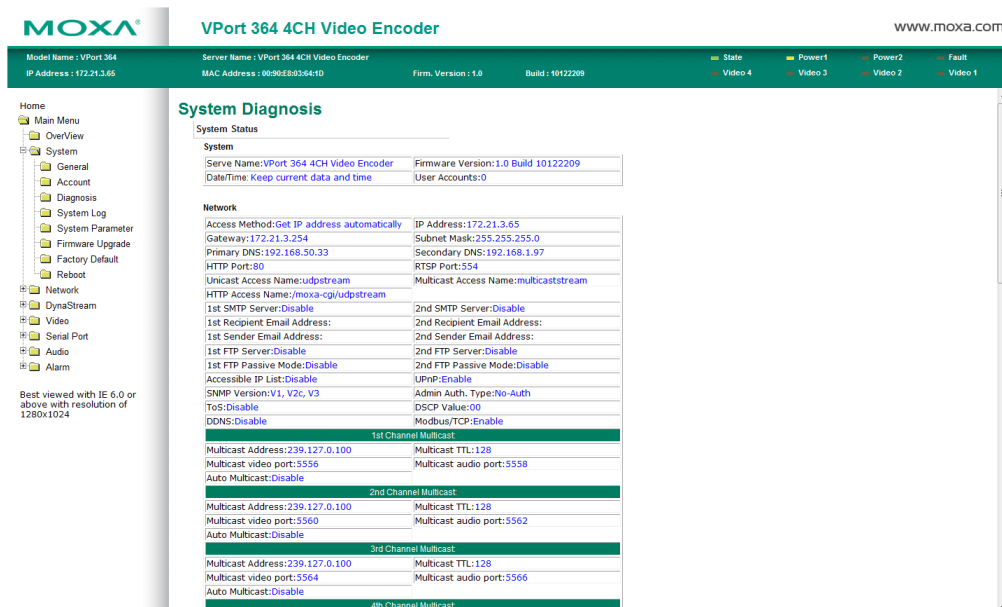 MOXA®
VPort 364 4CH Video Encoder
www.moxa.com
Model Name : VPort 364
Server Name : VPort 364 4CH Video Encoder
State
Power1
Power2
Fault
IP Address : 172.21.3.65
MAC Address : 00:90:E8:03:64:1D
Firm. Version : 1.0
Build : 10122209
Video 4
Video 3
Video 2
Video 1
Home
Main Menu
OverView
System
General
Account
Diagnosis
System Log
System Parameter
Firmware Upgrade
Factory Default
Reboot
Network
DynaStream
Video
Serial Port
Audio
Alarm
Best viewed with IE 6.0 or
above with resolution of
1280x1024
System Diagnosis
System Status
System
Serve Name:VPort 364 4CH Video Encoder
Firmware Version:1.0 Build 10122209
Date/Time: Keep current data and time
User Accounts:0
Network
Access Method:Get IP address automatically
IP Address:172.21.3.65
Gateway:172.21.3.254
Subnet Mask:255.255.255.0
Primary DNS:192.168.50.33
Secondary DNS:192.168.1.97
HTTP Port:80
RTSP Port:554
Unicast Access Name:udpstream
Multicast Access Name:multicaststream
HTTP Access Name:/moxa-cgi/udpstream
1st SMTP Server:Disable
2nd SMTP Server:Disable
1st Recipient Email Address:
2nd Recipient Email Address:
1st Sender Email Address:
2nd Sender Email Address:
1st FTP Server:Disable
2nd FTP Server:Disable
1st FTP Passive Mode:Disable
2nd FTP Passive Mode:Disable
Accessible IP List:Disable
UPnP:Enable
SNMP Version:V1, V2c, V3
Admin Auth. Type:No-Auth
ToS:Disable
DSCP Value:00
DDNS:Disable
Modbus/TCP:Enable
1st Channel Multicast:
Multicast Address:239.127.0.100
Multicast TTL:128
Multicast video port:5556
Multicast audio port:5558
Auto Multicast:Disable
2nd Channel Multicast:
Multicast Address:239.127.0.100
Multicast TTL:128
Multicast video port:5560
Multicast audio port:5562
Auto Multicast:Disable
3rd Channel Multicast:
Multicast Address:239.127.0.100
Multicast TTL:128
Multicast video port:5564
Multicast audio port:5566
Auto Multicast:Disable
4th Channel Multicast: